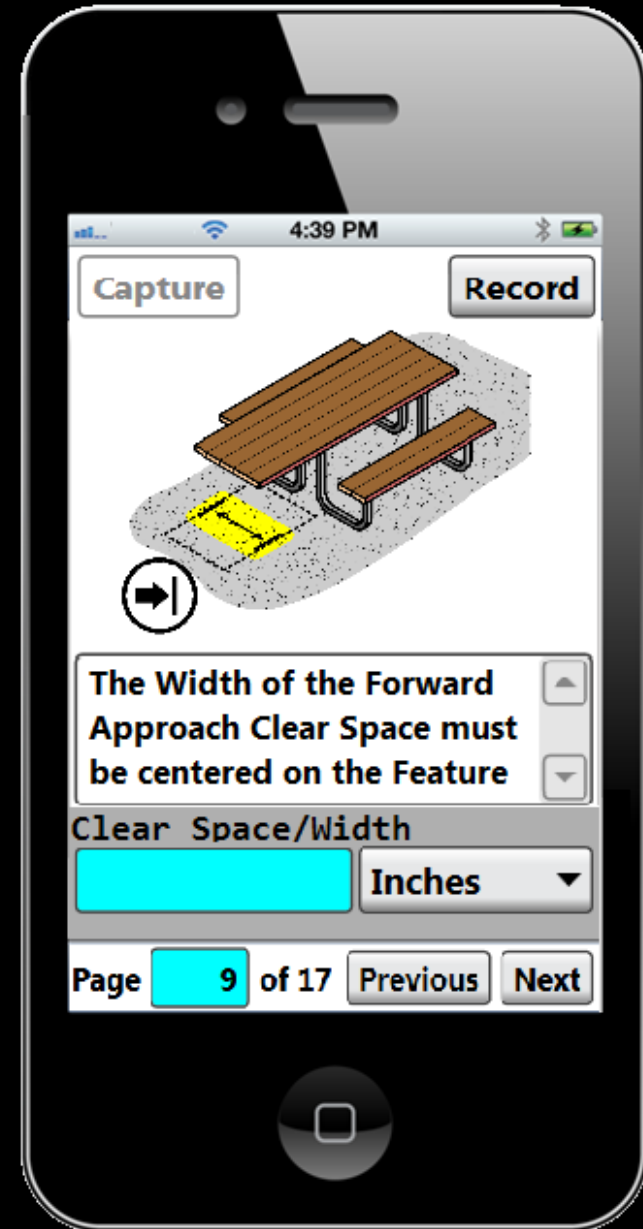 4:39 PM
Capture Record
The Width of the Forward
Approach Clear Space must
be centered on the Feature
Clear Space/Width
Inches
Page 9 of 17 Previous Next